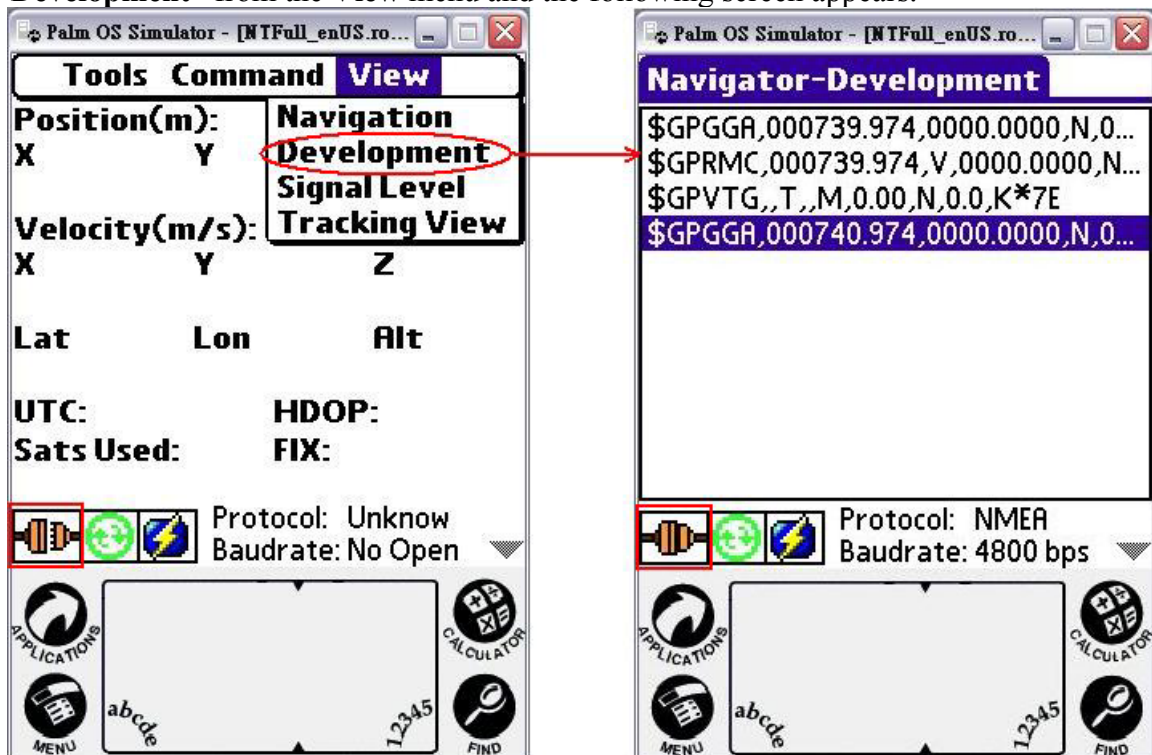 Development" from the View menu and the following screen appears.
Palm OS Simulator - [NTFull_enUS.ro...
Tools Command View
Position(m):
X Y
Navigation
Development
Signal Level
Tracking View
Velocity(m/s):
X Y Z
Lat Lon Alt
UTC: HDOP:
Sats Used: FIX:
Protocol: Unknow
Baudrate: No Open
APPLICATIONS
CALCULATOR
MENU
abcde
12345
FIND
Palm OS Simulator - [NTFull_enUS.ro...
Navigator-Development
$GPGGA,000739.974,0000.0000,N,0...
$GPRMC,000739.974,V,0000.0000,N...
$GPVTG,,T,,M,0.00,N,0.0,K*7E
$GPGGA,000740.974,0000.0000,N,0...
Protocol: NMEA
Baudrate: 4800 bps
APPLICATIONS
CALCULATOR
MENU
abcde
12345
FIND